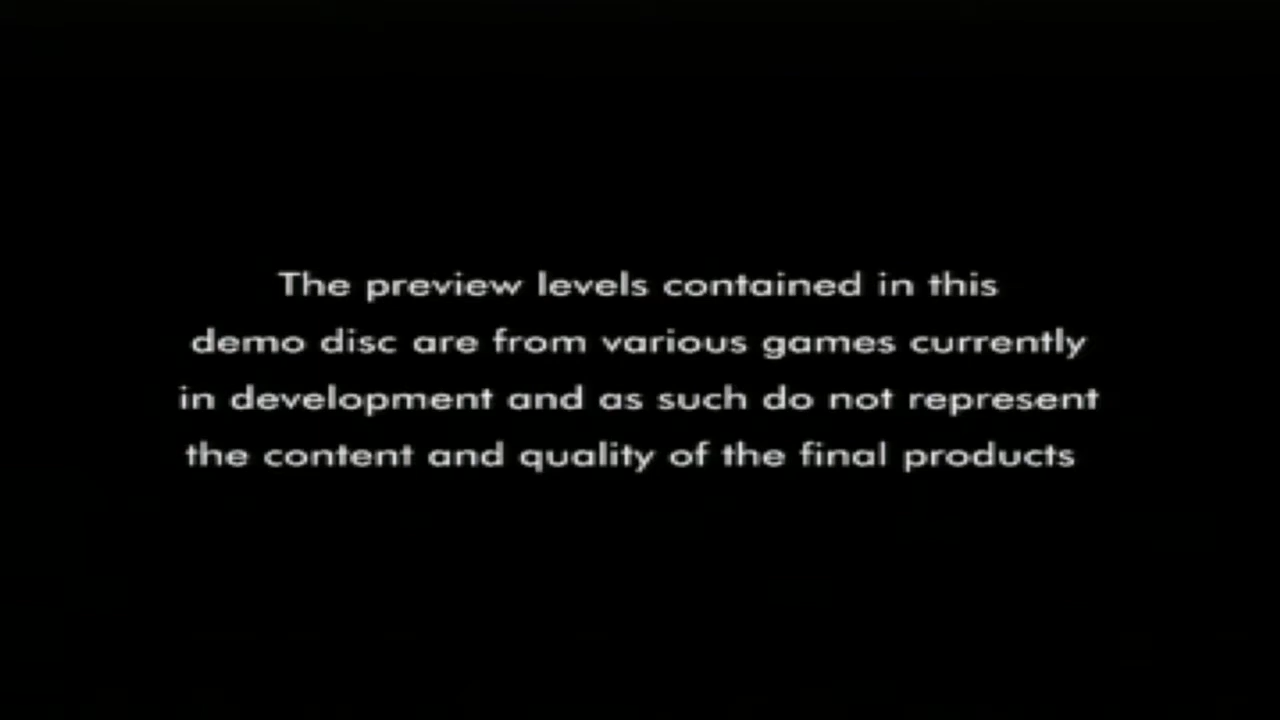 The preview levels contained in this
demo disc are from various games currently
in development and as such do not represent
the content and quality of the final products